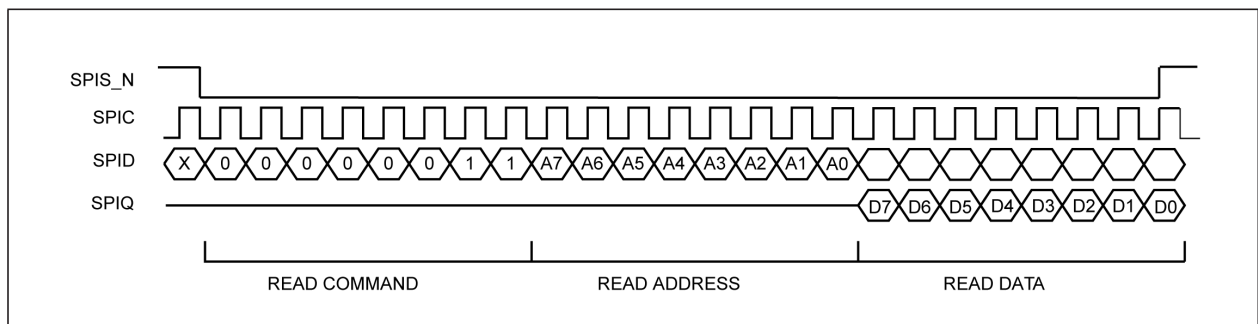 SPIS_N
SPIC
SPID X 0 0 0 0 0 0 1 1 A7 A6 A5 A4 A3 A2 A1 A0
SPIQ D7 D6 D5 D4 D3 D2 D1 D0
READ COMMAND READ ADDRESS READ DATA